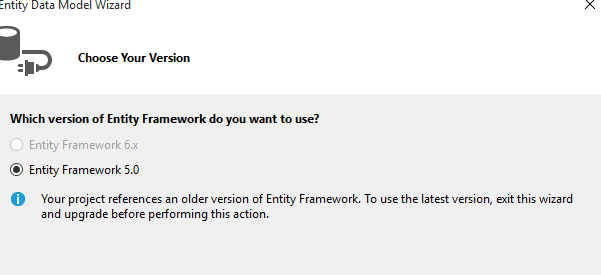 Entity Data Model Wizard
Choose Your Version
Which version of Entity Framework do you want to use?
Entity Framework 6.x
Entity Framework 5.0
Your project references an older version of Entity Framework. To use the latest version, exit this wizard
and upgrade before performing this action.